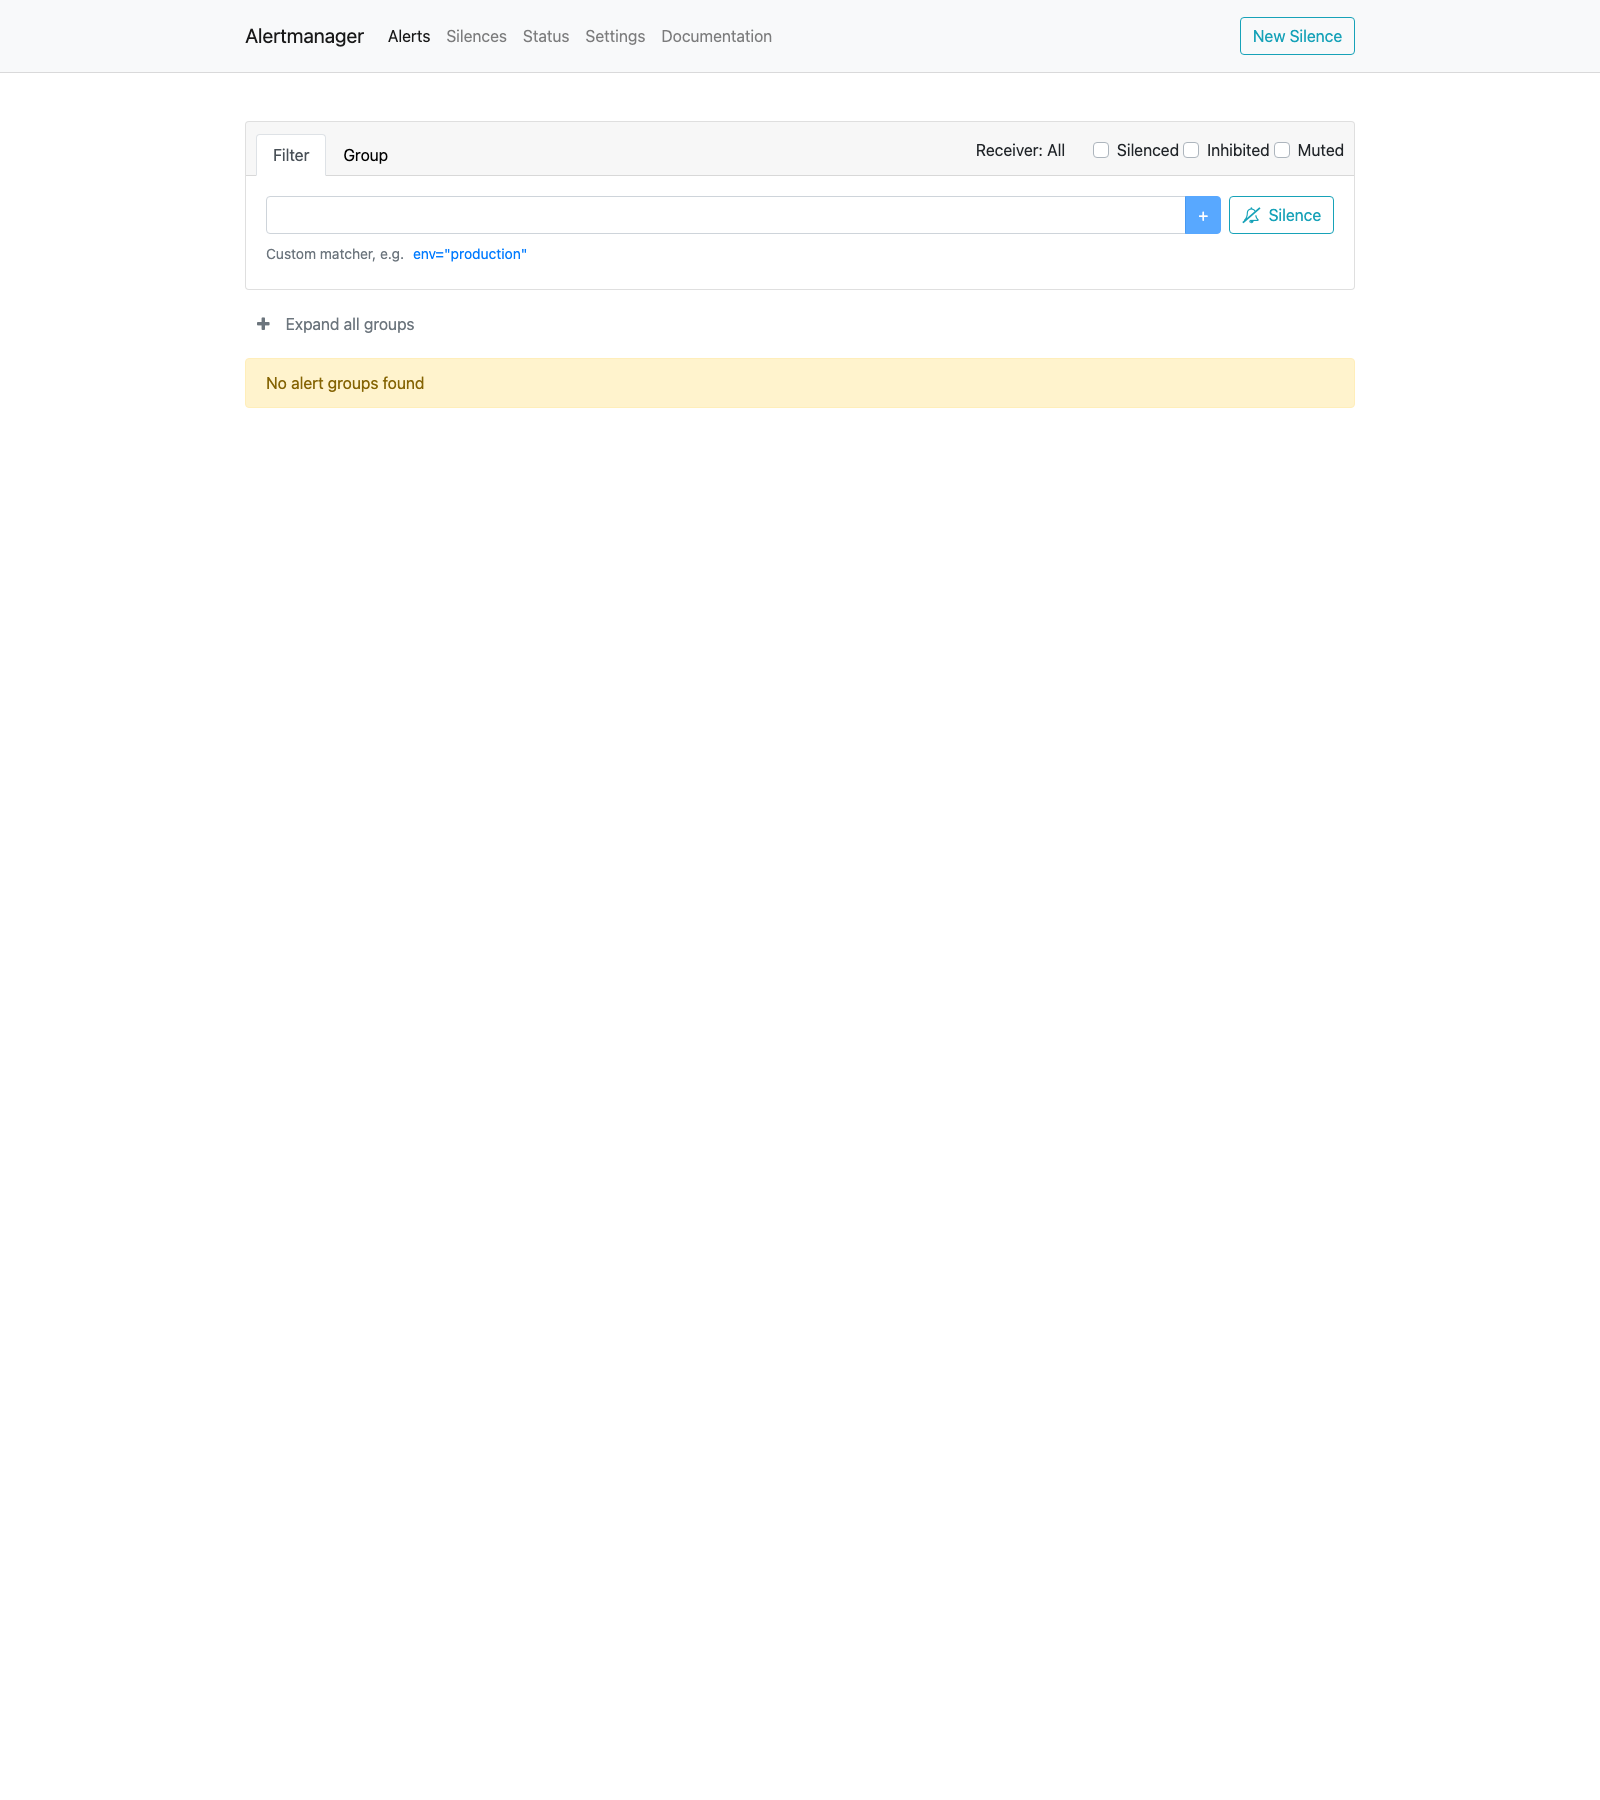 Alertmanager Alerts Silences Status Settings Documentation New Silence
Filter Group Receiver: All Silenced Inhibited Muted
+ Silence
Custom matcher, e.g. env="production"
Expand all groups
No alert groups found